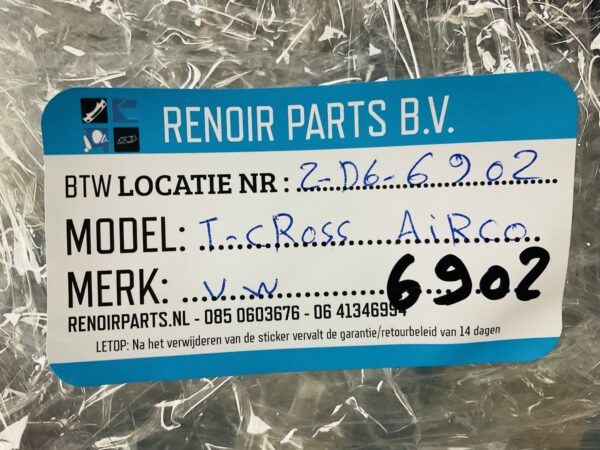 RENOIR PARTS B.V.
BTW LOCATIE NR : 2-D6-6902
MODEL: T-cRoss AiRco
MERK: VW 6902
RENOIRPARTS.NL - 085 0603676 - 06 41346994
LETOP: Na het verwijderen van de sticker vervalt de garantie/retourbeleid van 14 dagen